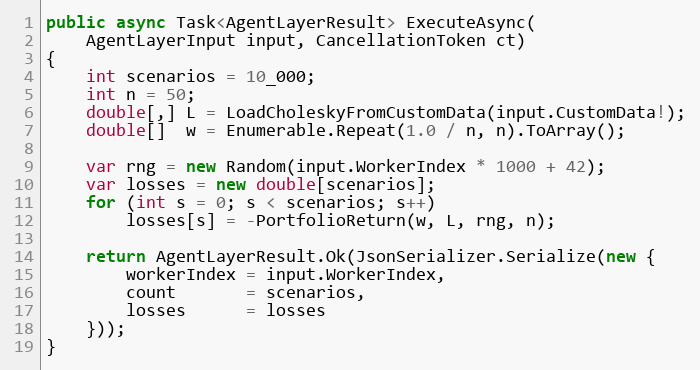 1 public async Task<AgentLayerResult> ExecuteAsync(
2     AgentLayerInput input, CancellationToken ct)
3 {
4     int scenarios = 10_000;
5     int n = 50;
6     double[,] L = LoadCholeskyFromCustomData(input.CustomData!);
7     double[]  w = Enumerable.Repeat(1.0 / n, n).ToArray();
8
9     var rng = new Random(input.WorkerIndex * 1000 + 42);
10     var losses = new double[scenarios];
11     for (int s = 0; s < scenarios; s++)
12         losses[s] = -PortfolioReturn(w, L, rng, n);
13
14     return AgentLayerResult.Ok(JsonSerializer.Serialize(new {
15         workerIndex = input.WorkerIndex,
16         count       = scenarios,
17         losses      = losses
18     }));
19 }